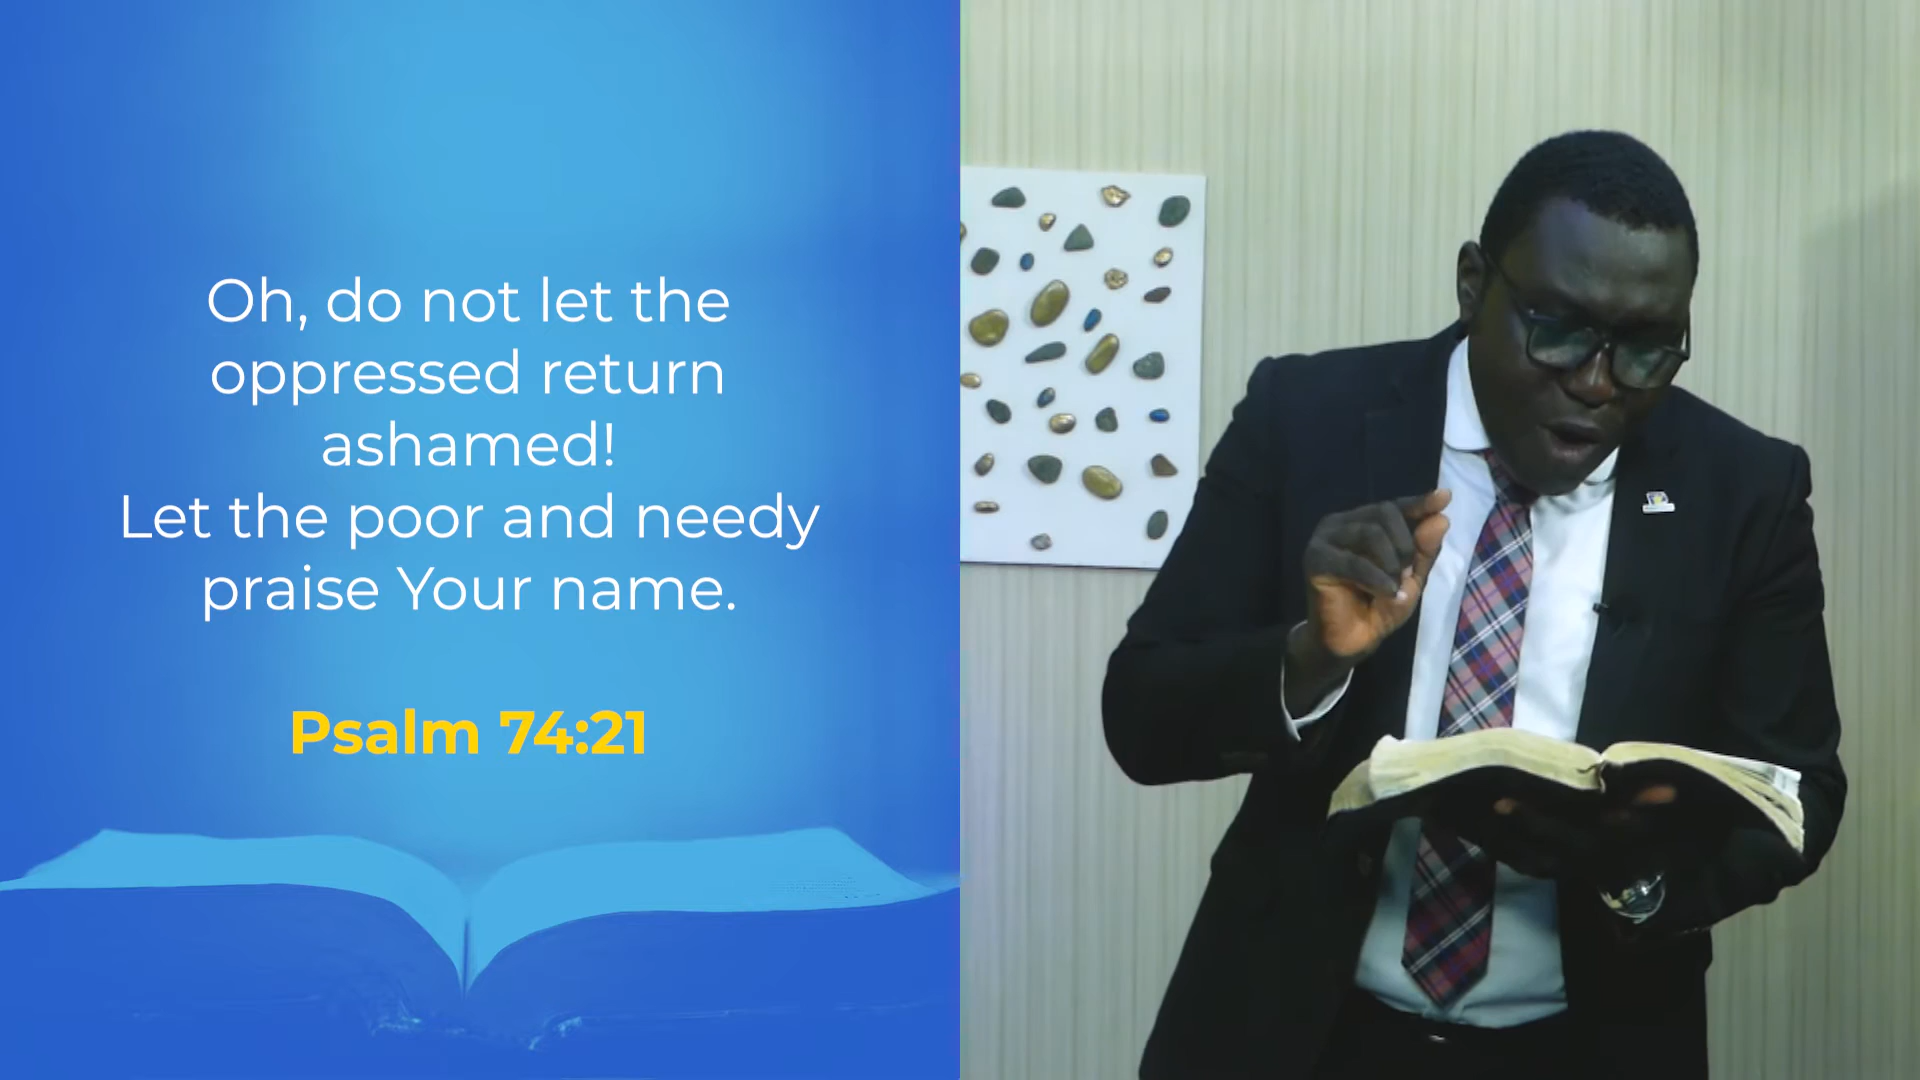 Oh, do not let the
oppressed return
ashamed!
Let the poor and needy
praise Your name.
Psalm 74:21